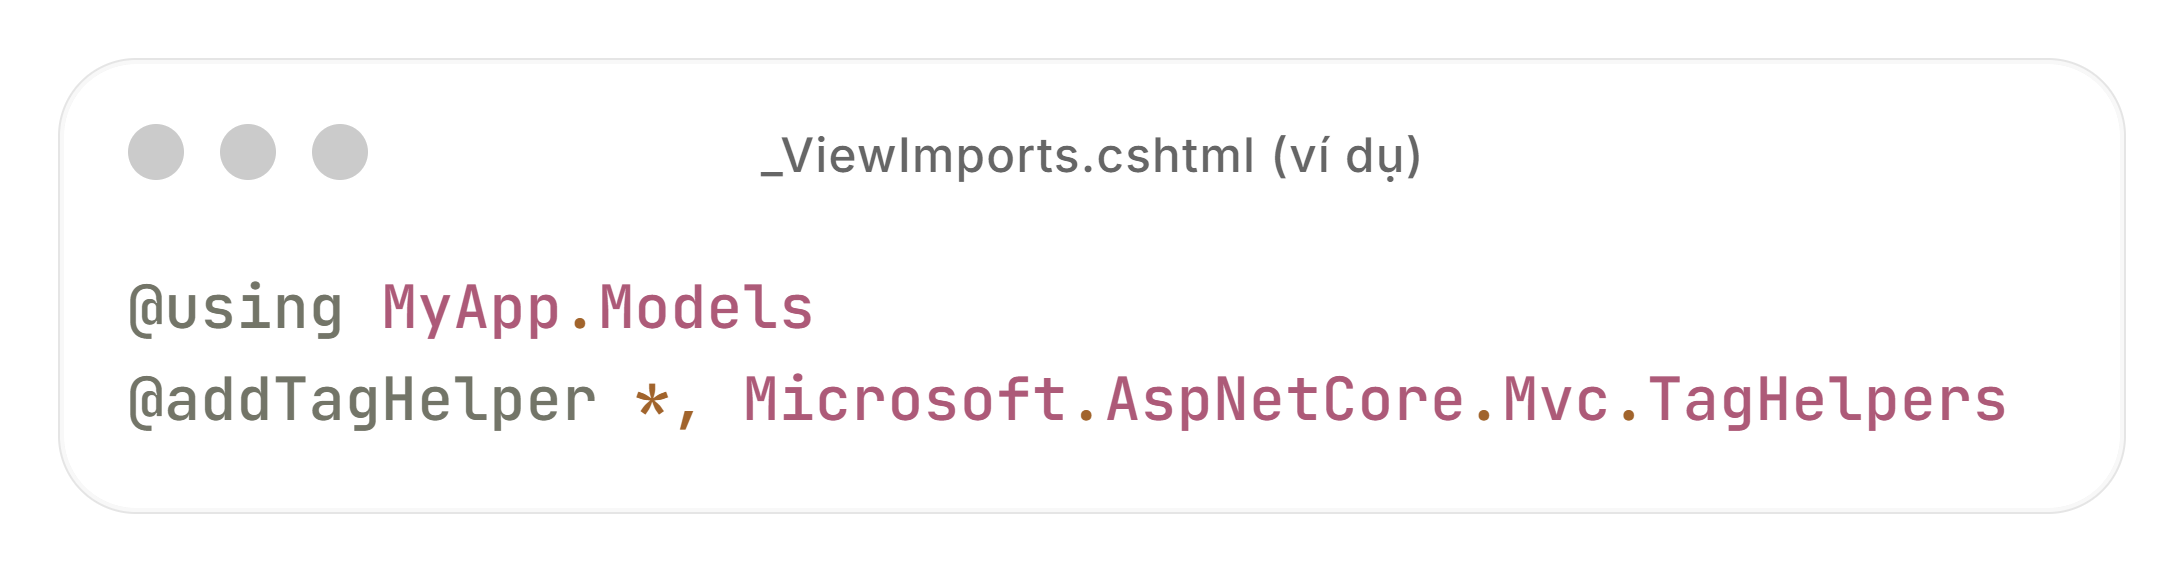 _ViewImports.cshtml (ví dụ)
@using MyApp.Models
@addTagHelper *, Microsoft.AspNetCore.Mvc.TagHelpers